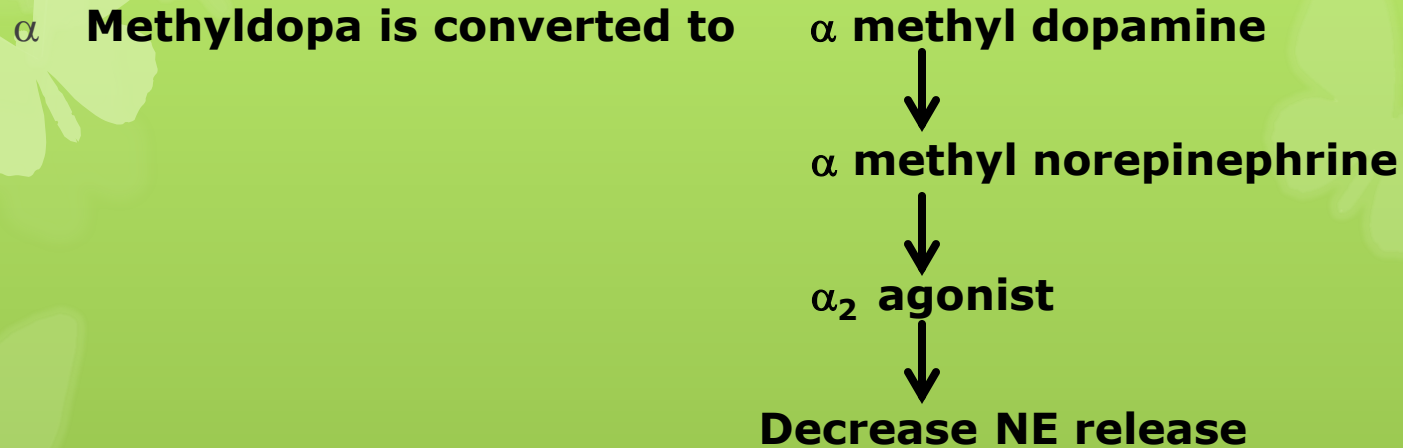 α Methyldopa is converted to α methyl dopamine
α methyl norepinephrine
α₂ agonist
Decrease NE release